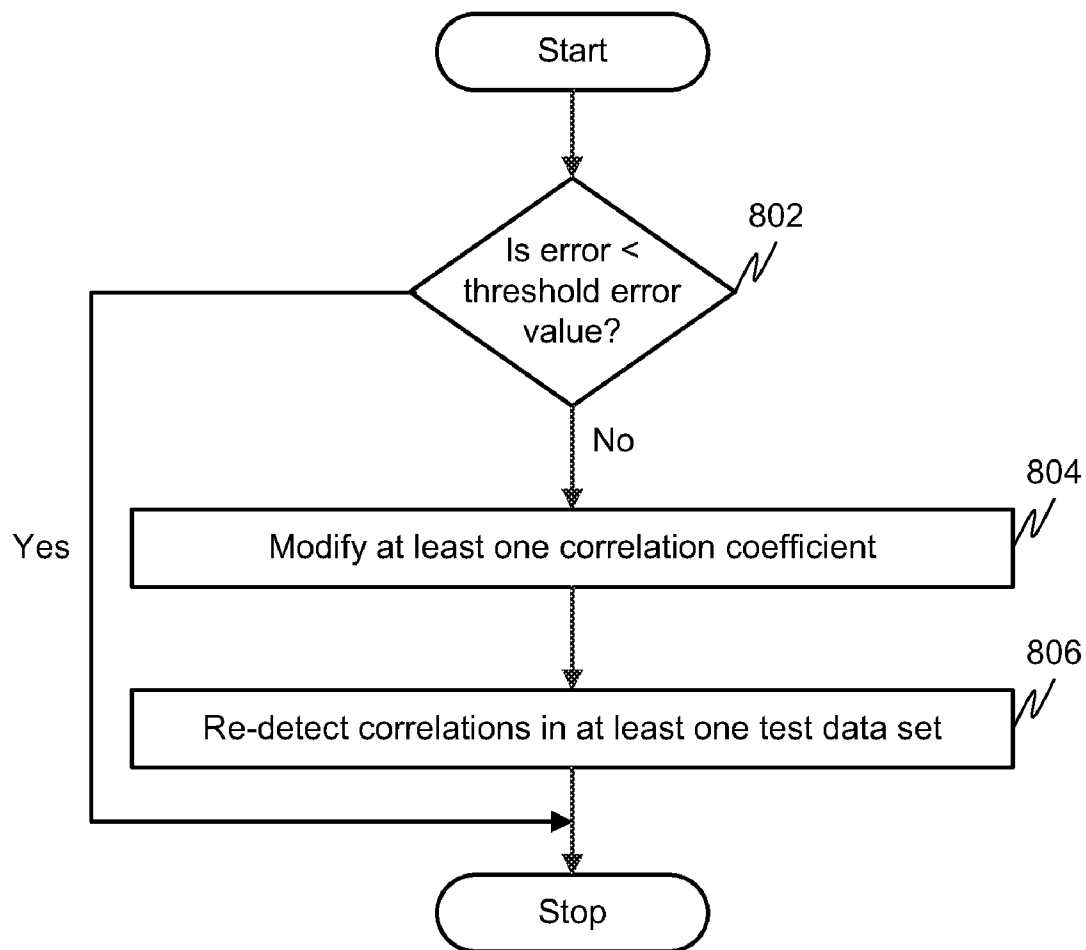 Start
802
Is error <
threshold error
value?
No
804
Yes
Modify at least one correlation coefficient
806
Re-detect correlations in at least one test data set
Stop